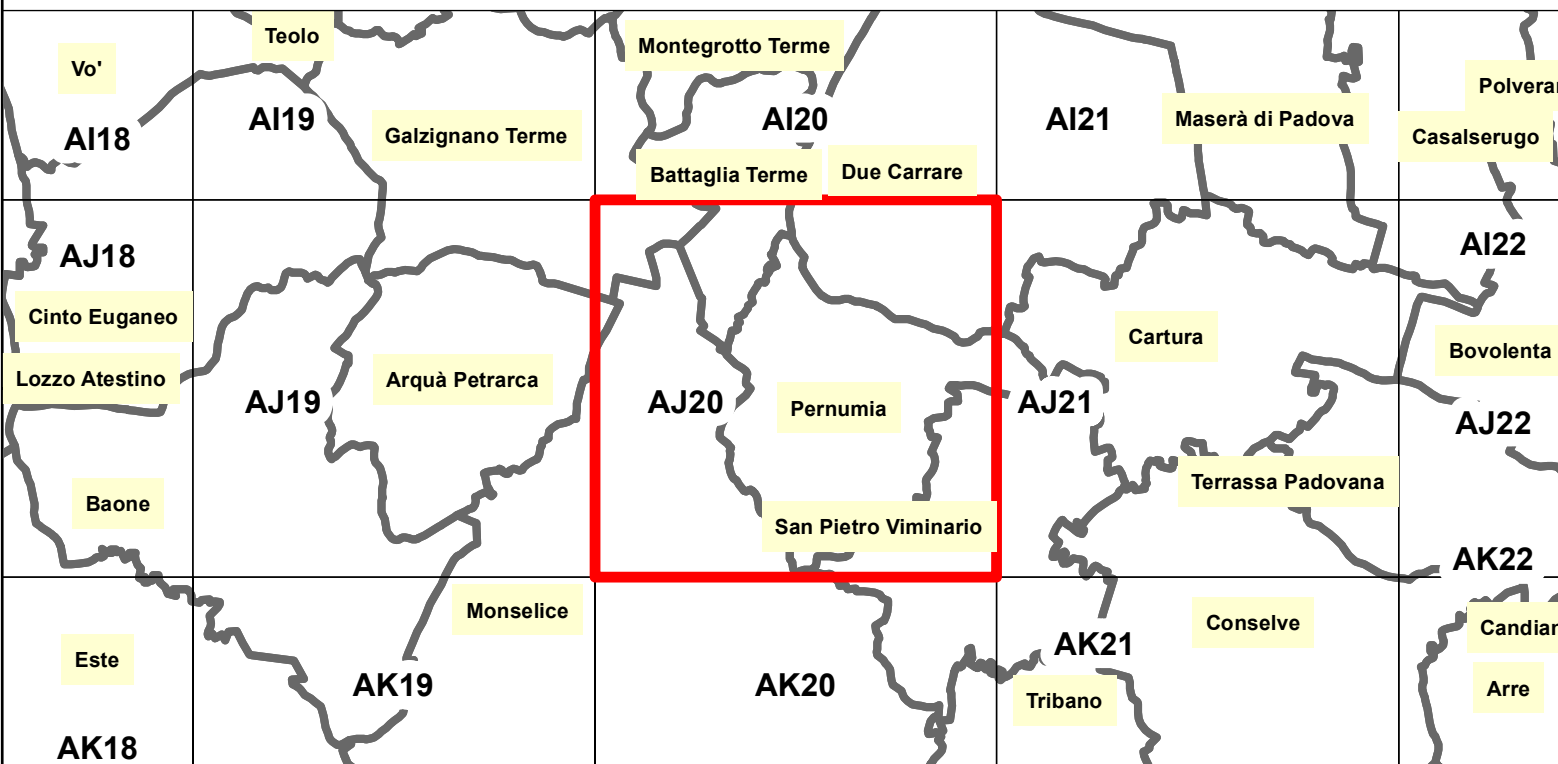 Teolo
Montegrotto Terme
Vo'
Polverar
AI18
AI19
Galzignano Terme
AI20
AI21
Maserà di Padova
Casalserugo
Battaglia Terme
Due Carrare
AJ18
AI22
Cinto Euganeo
Cartura
Bovolenta
Lozzo Atestino
Arquà Petrarca
AJ19
AJ20
Pernumia
AJ21
AJ22
Baone
Terrassa Padovana
San Pietro Viminario
AK22
Monselice
Conselve
Candian
Este
AK19
AK20
AK21
Tribano
Arre
AK18